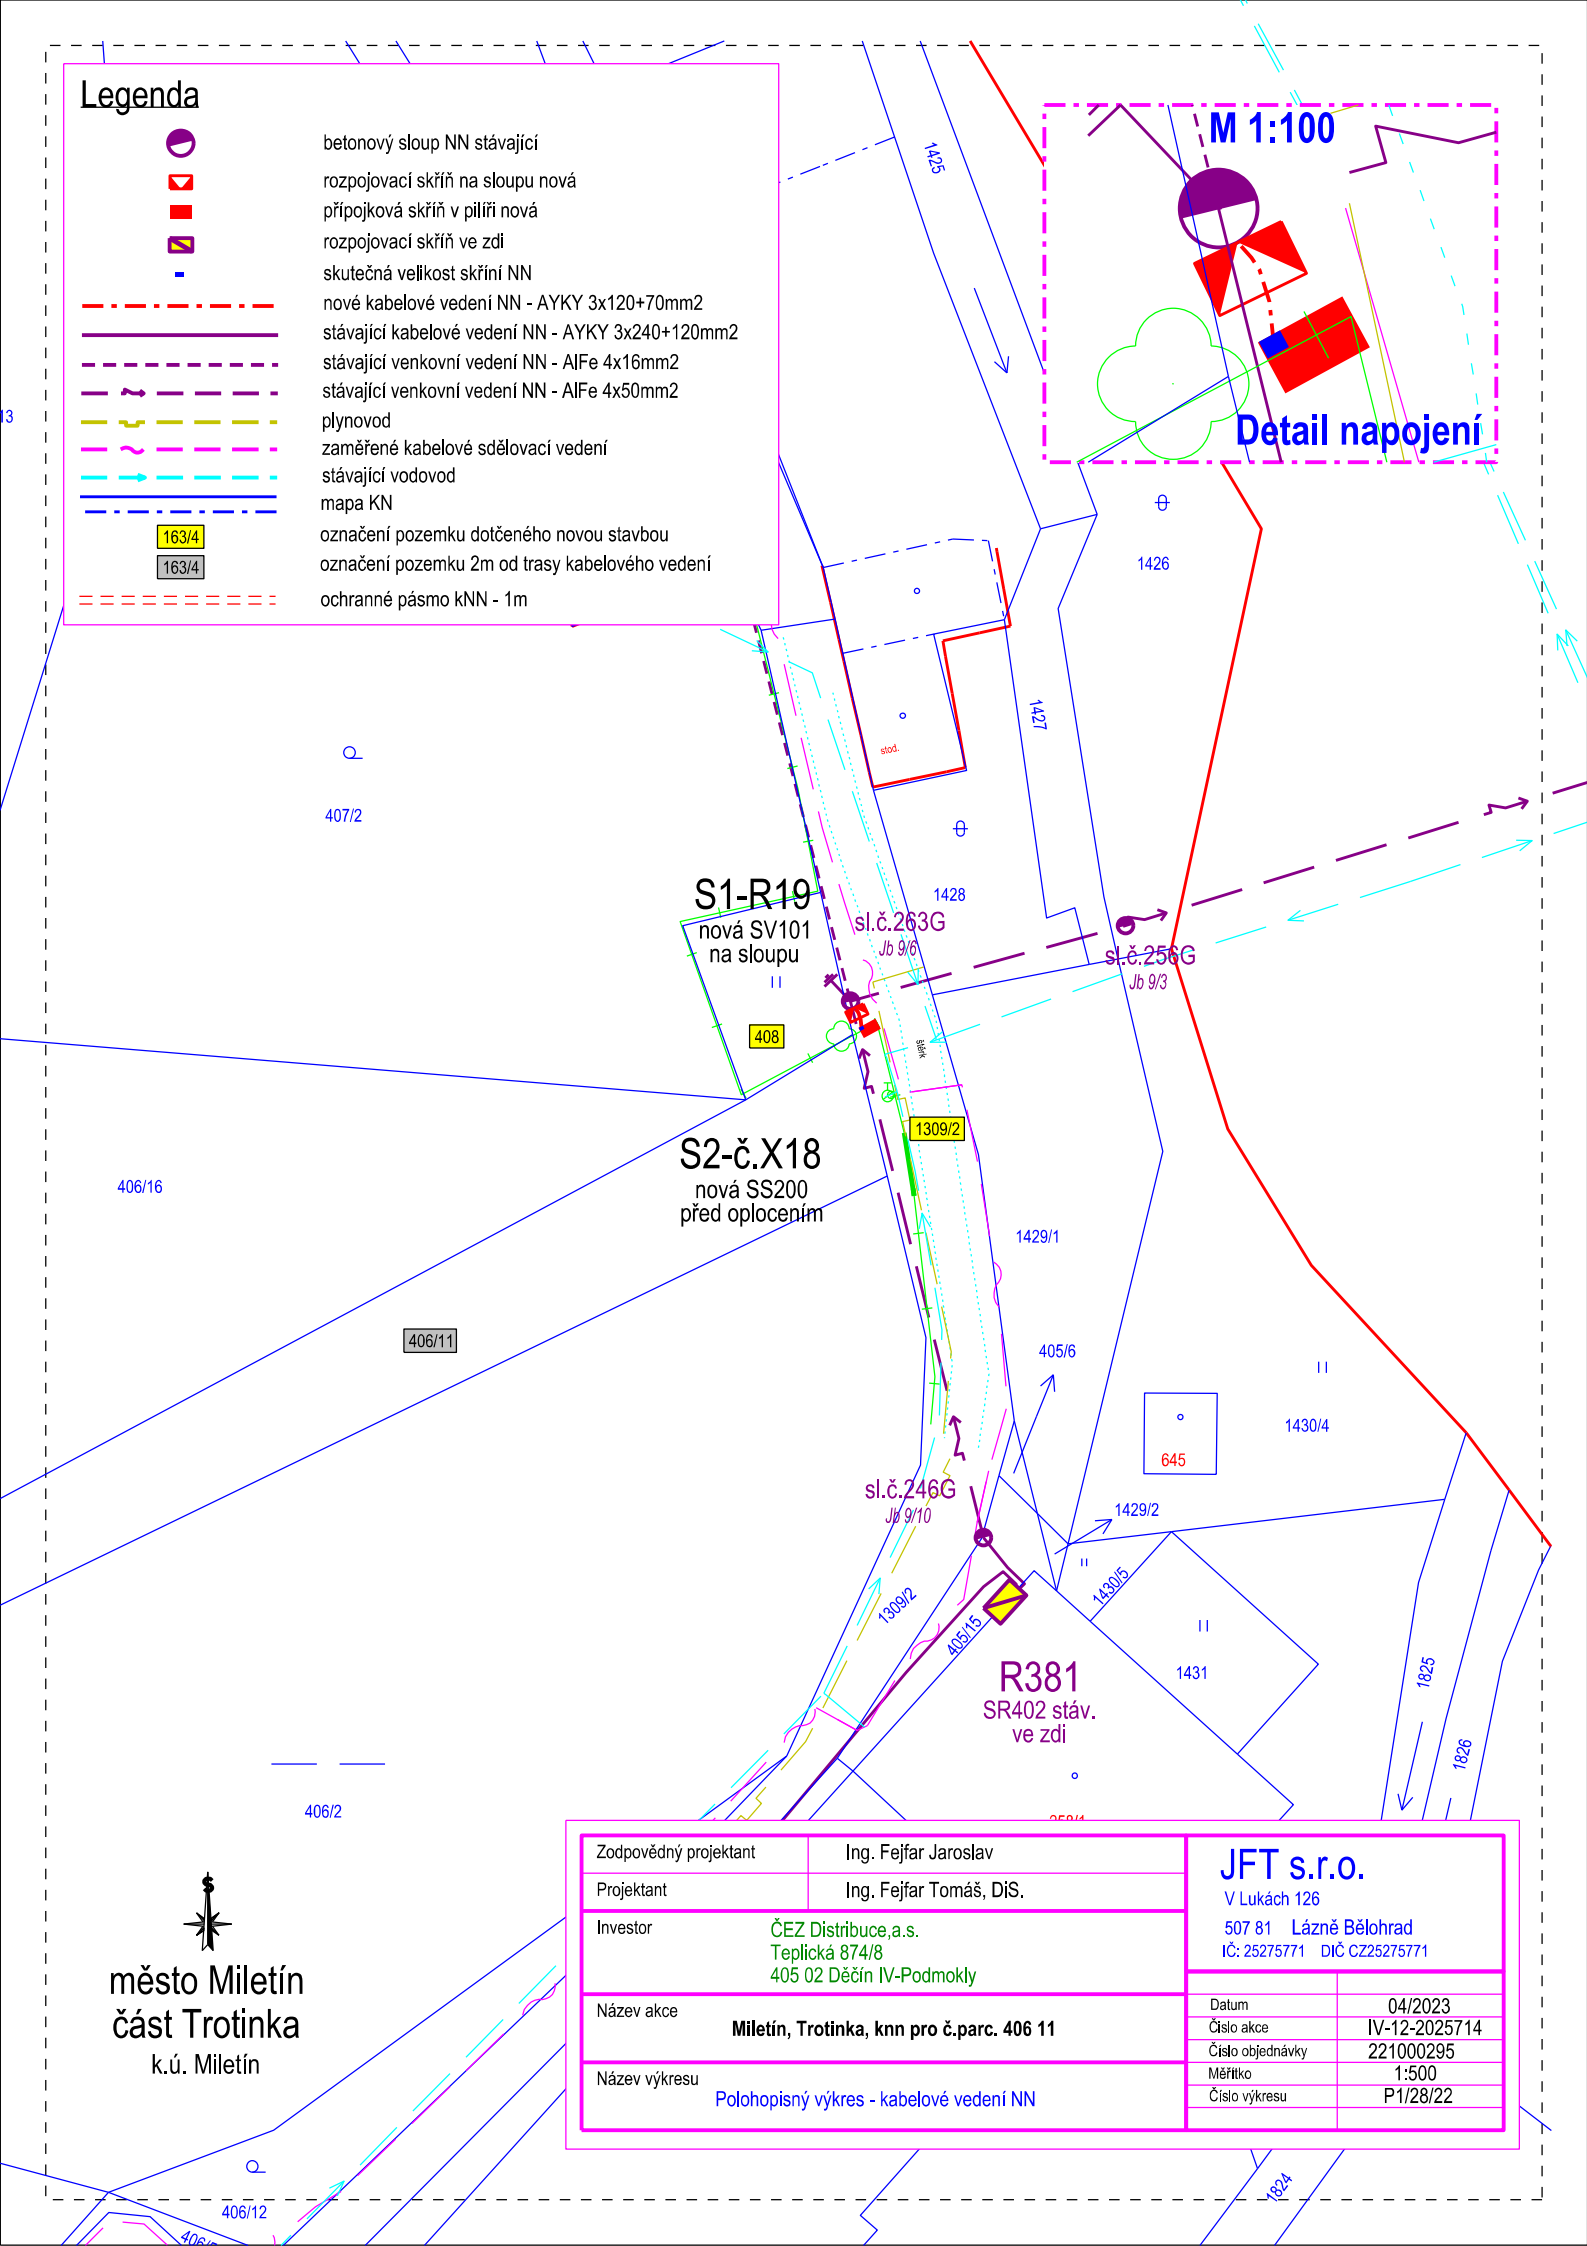 Legenda
betonový sloup NN stávající
rozpojovací skříň na sloupu nová
přípojková skříň v pilíři nová
rozpojovací skříň ve zdi
skutečná velikost skříní NN
nové kabelové vedení NN - AYKY 3x120+70mm2
stávající kabelové vedení NN - AYKY 3x240+120mm2
stávající venkovní vedení NN - AlFe 4x16mm2
stávající venkovní vedení NN - AlFe 4x50mm2
plynovod
zaměřené kabelové sdělovací vedení
stávající vodovod
mapa KN
163/4 označení pozemku dotčeného novou stavbou
163/4 označení pozemku 2m od trasy kabelového vedení
ochranné pásmo kNN - 1m
M 1:100
Detail napojení
1425
13
1426
1427
stod.
407/2
1428
S1-R19
nová SV101
na sloupu
sl.č.263G
Jb 9/6
sl.č.256G
Jb 9/3
408
štěrk
1309/2
S2-č.X18
nová SS200
před oplocením
406/16
1429/1
406/11
405/6
1430/4
645
sl.č.246G
Jb 9/10
1429/2
1430/5
1309/2
405/15
1431
R381
SR402 stáv.
ve zdi
1825
1826
406/2
S
město Miletín
část Trotinka
k.ú. Miletín
Zodpovědný projektant Ing. Fejfar Jaroslav
Projektant Ing. Fejfar Tomáš, DiS.
Investor ČEZ Distribuce,a.s.
Teplická 874/8
405 02 Děčín IV-Podmokly
Název akce
Miletín, Trotinka, knn pro č.parc. 406 11
Název výkresu
Polohopisný výkres - kabelové vedení NN
JFT s.r.o.
V Lukách 126
507 81 Lázně Bělohrad
IČ: 25275771 DIČ CZ25275771
Datum 04/2023
Číslo akce IV-12-2025714
Číslo objednávky 221000295
Měřítko 1:500
Číslo výkresu P1/28/22
406/12
1824